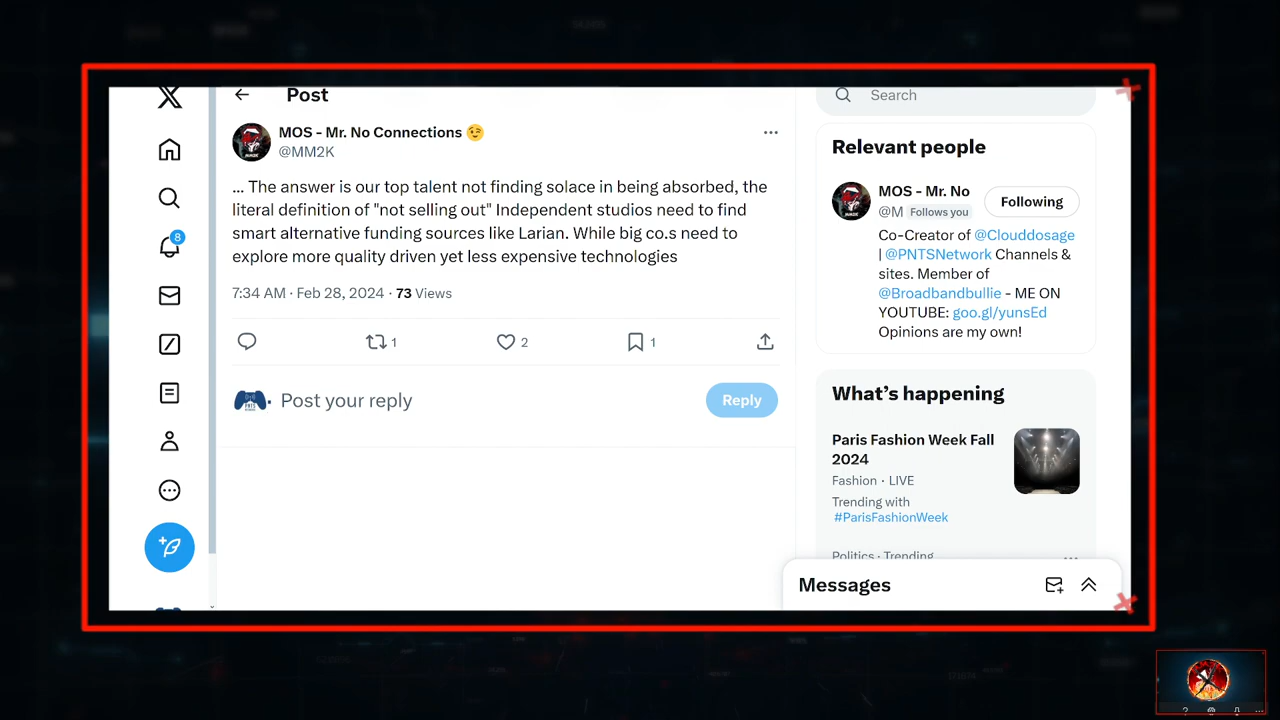 Post
MOS - Mr. No Connections 😉
@MM2K
... The answer is our top talent not finding solace in being absorbed, the
literal definition of "not selling out" Independent studios need to find
smart alternative funding sources like Larian. While big co.s need to
explore more quality driven yet less expensive technologies
7:34 AM · Feb 28, 2024 · 73 Views
1
2
1
Post your reply
Reply
8
Search
Relevant people
MOS - Mr. No
@M Follows you
Following
Co-Creator of @Clouddosage
| @PNTSNetwork Channels &
sites. Member of
@Broadbandbullie - ME ON
YOUTUBE: goo.gl/yunsEd
Opinions are my own!
What's happening
Paris Fashion Week Fall
2024
Fashion · LIVE
Trending with
#ParisFashionWeek
Politics · Trending
Messages